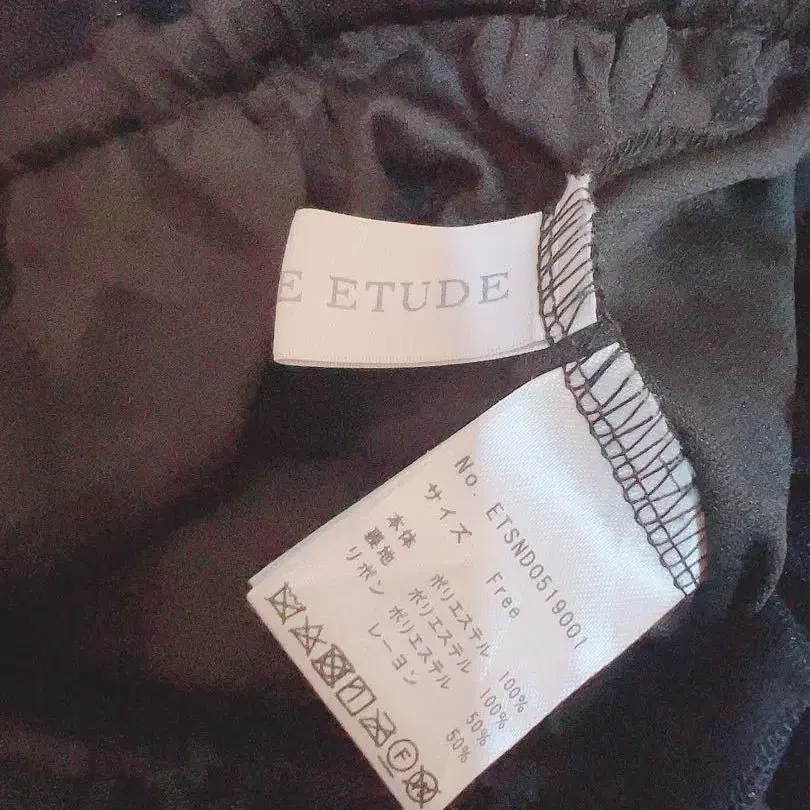 E ETUDE
No. ETSND0519001
サイズ Free
本体 ポリエステル 100%
裏地 ポリエステル 100%
リボン ポリエステル 50%
レーヨン 50%
F